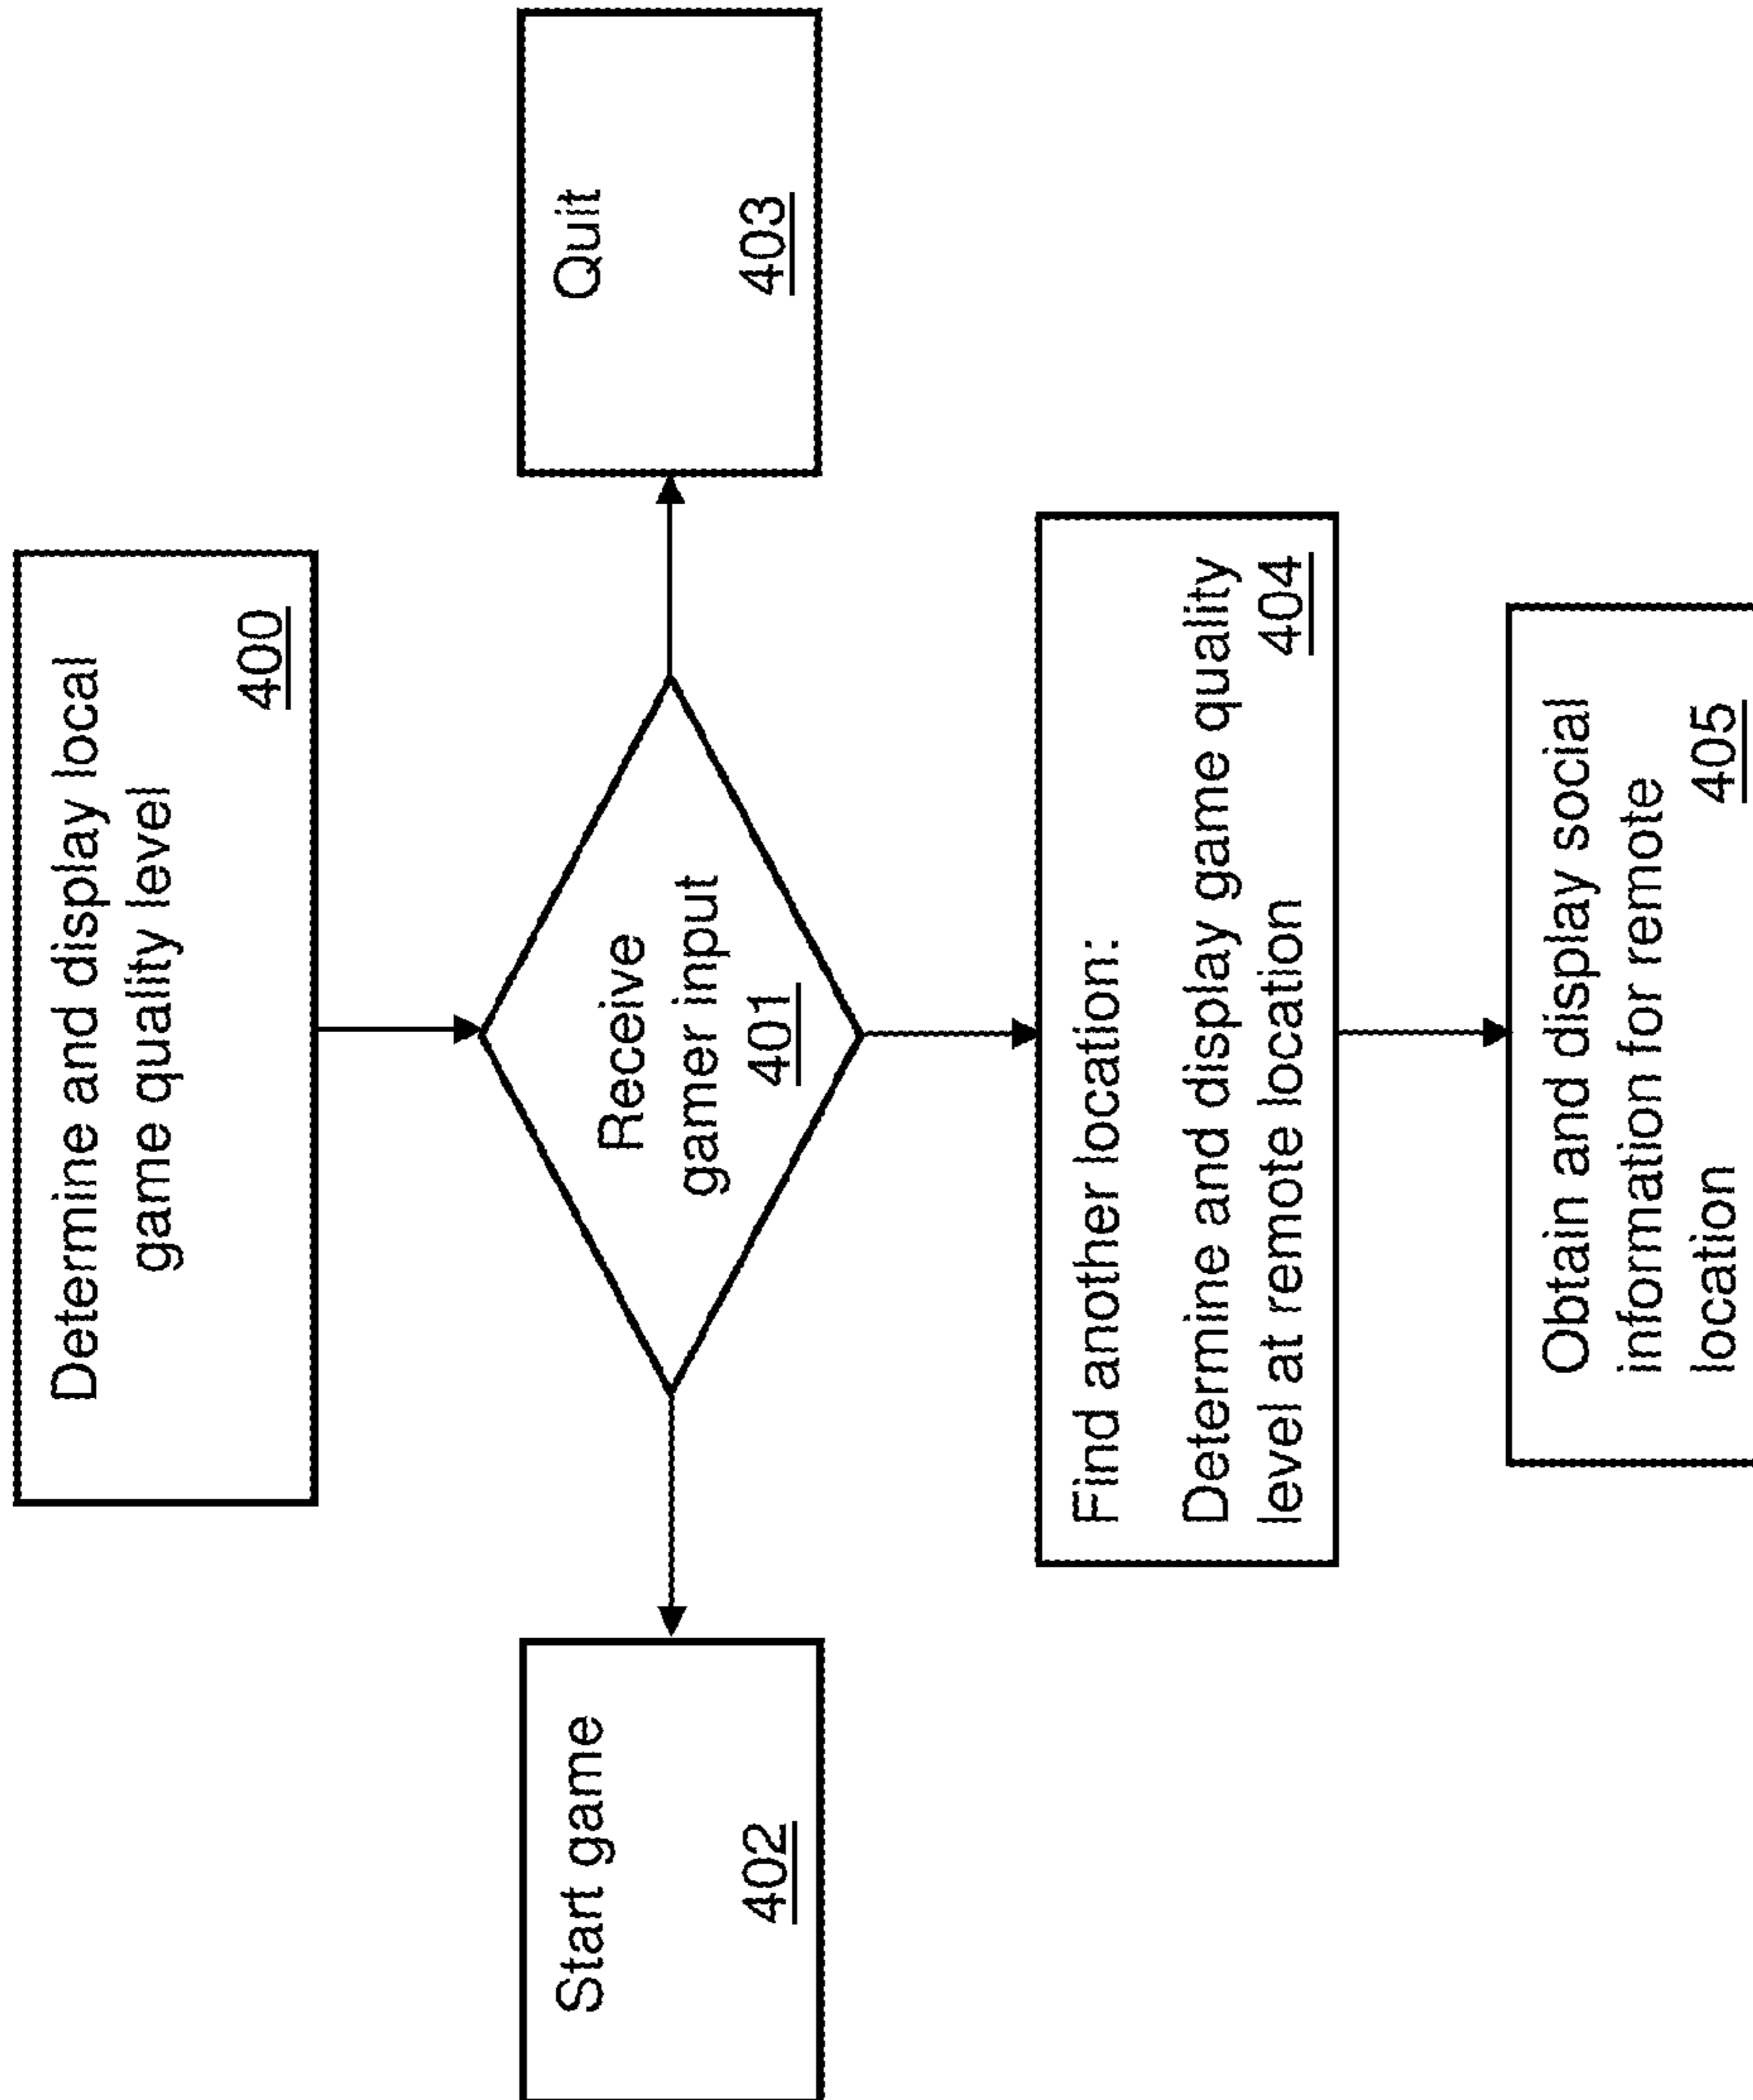 Determine and display local
game quality level
400
Receive
gamer input
401
Start game
402
Quit
403
Find another location:
Determine and display game quality
level at remote location
404
Obtain and display social
information for remote
location
405